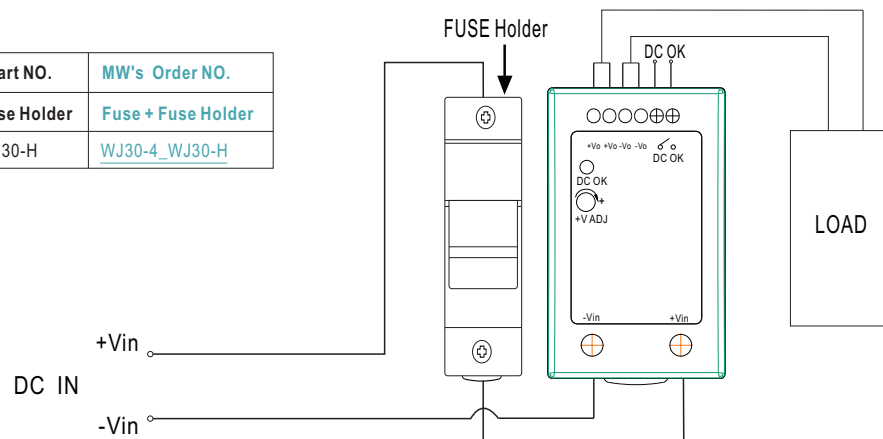 FUSE Holder
DC OK
art NO. MW's Order NO.
se Holder Fuse + Fuse Holder
30-H WJ30-4_WJ30-H
+Vo +Vo -Vo -Vo
DC OK
DC OK
+
+V ADJ
LOAD
-Vin +Vin
+Vin
DC IN
-Vin